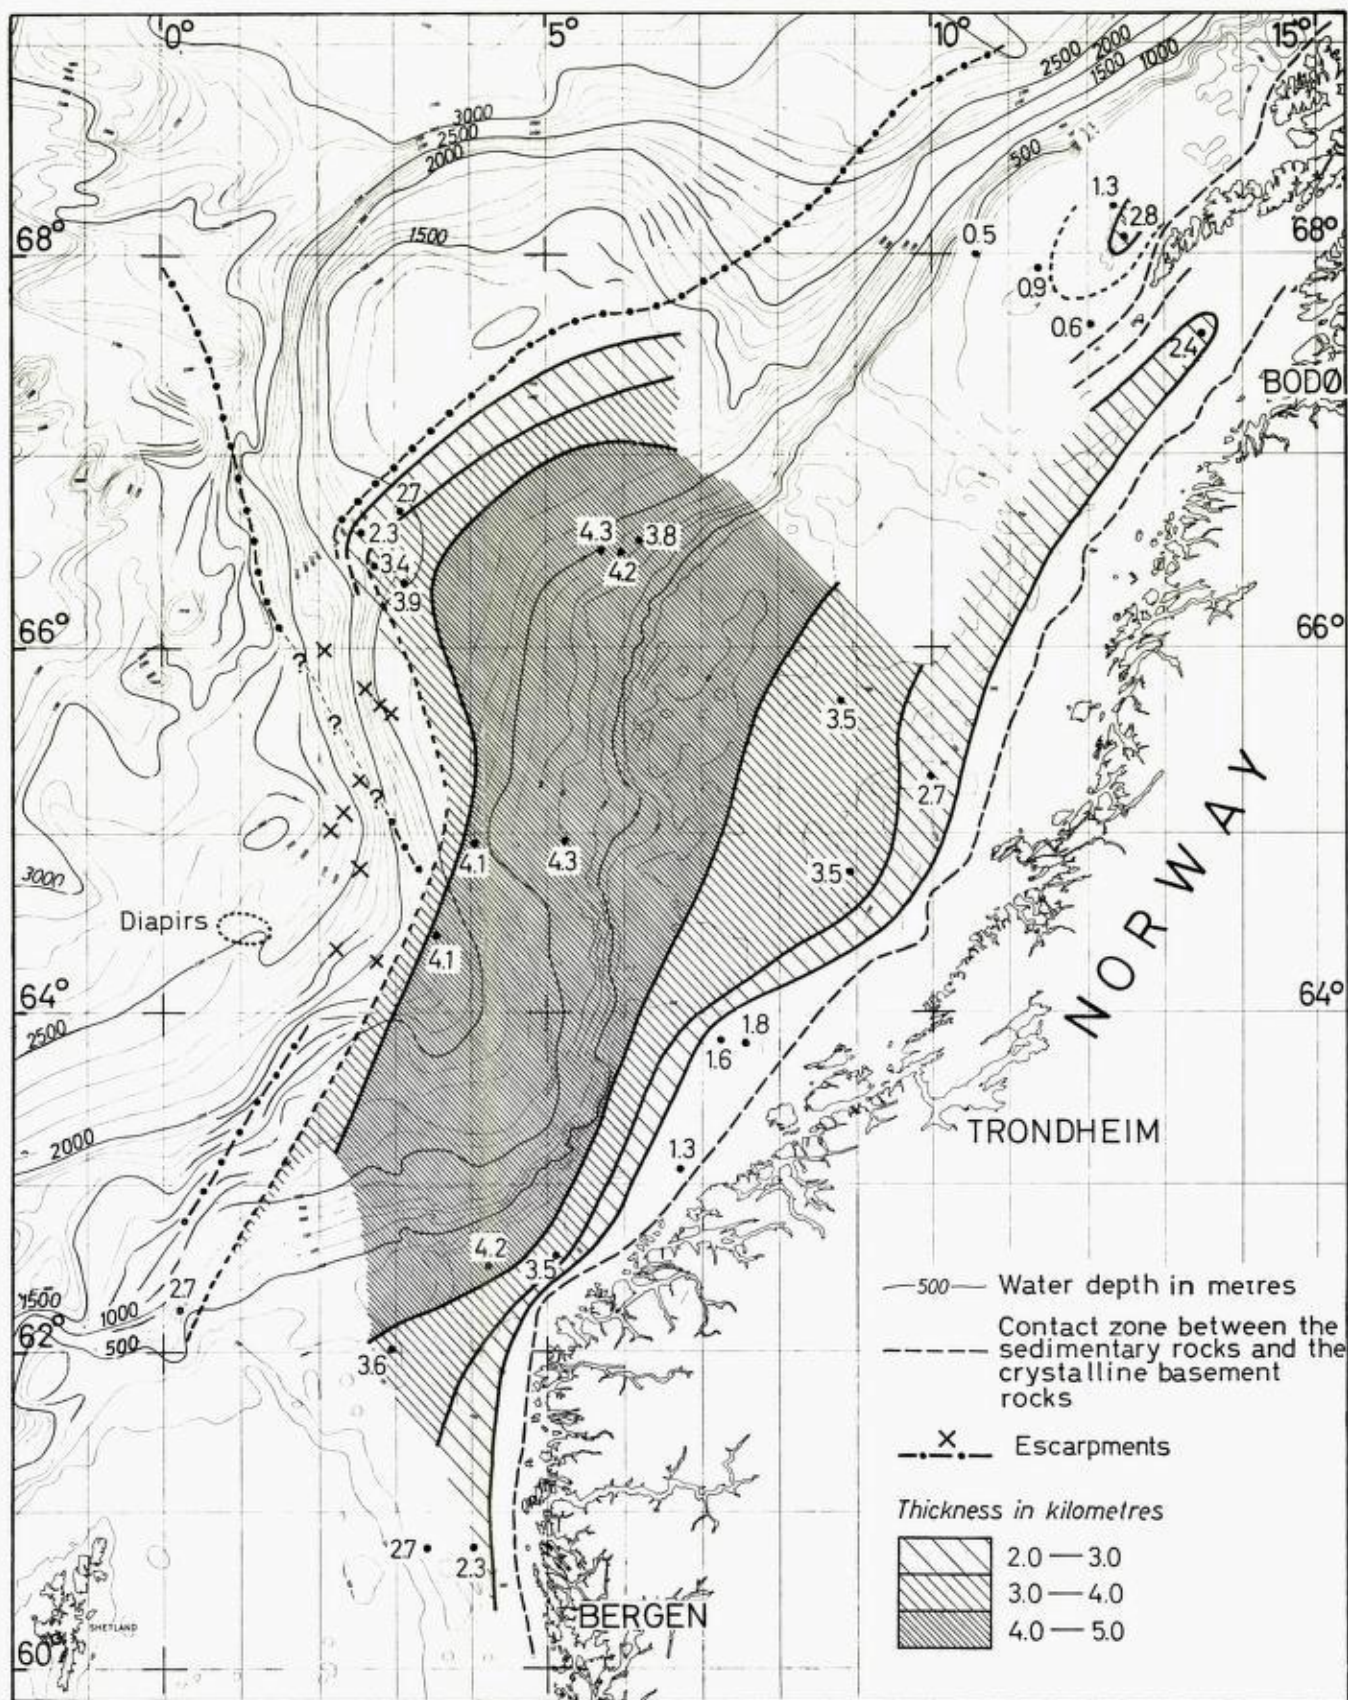 0° 5° 10° 15°
2500 2000
1500 1000
3000
2500
2000
500
1.3
2.8
68° 68°
1500
0.5
0.9
0.6
2.4
BODØ
2.7
2.3
3.4
3.9
4.3 3.8
4.2
66° 66°
?
?
?
3.5
2.7
4.1 4.3 3.5
3000
Diapirs
4.1
NORWAY
64° 64°
2500
1.8
1.6
TRONDHEIM
2000
1.3
4.2
3.5
2.7
1500
1000
500
62°
3.6
500 Water depth in metres
Contact zone between the
sedimentary rocks and the
crystalline basement
rocks
x Escarpments
Thickness in kilometres
2.0 — 3.0
3.0 — 4.0
4.0 — 5.0
2.7 2.3
BERGEN
SHETLAND
60°